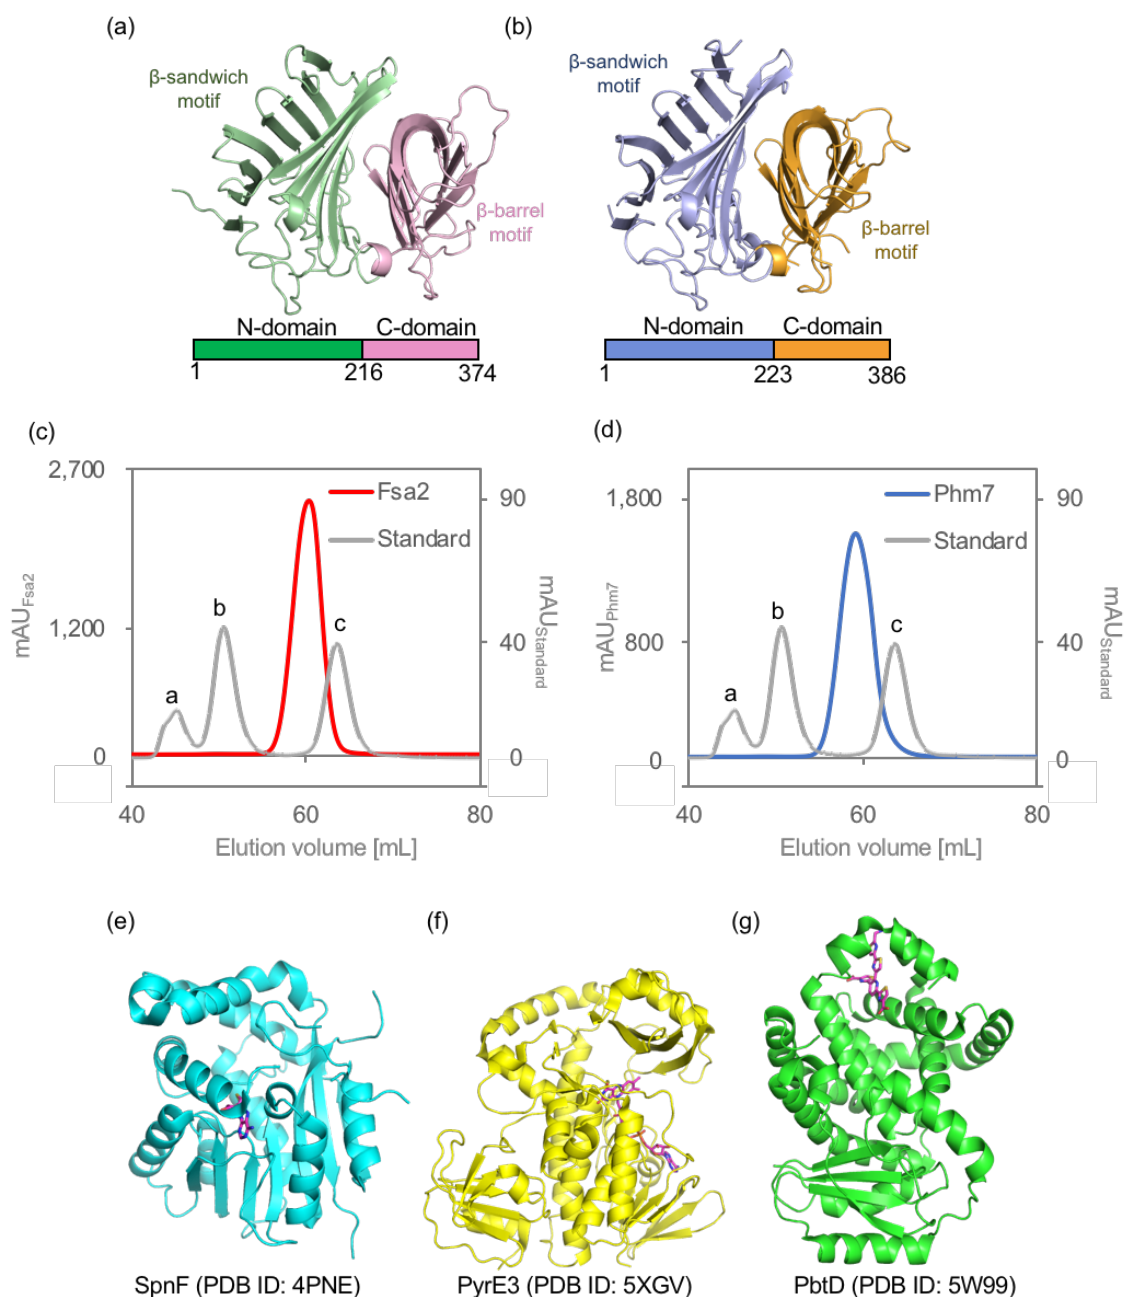 (a)
(b)
β-sandwich
motif
β-sandwich
motif
β-barrel
motif
β-barrel
motif
N-domain
C-domain
1
216
374
N-domain
C-domain
1
223
386
(c)
2,700
1,200
0
mAUFsa2
Fsa2
Standard
a
b
c
90
40
0
mAUStandard
40
60
80
Elution volume [mL]
(d)
1,800
800
0
mAUPhm7
Phm7
Standard
a
b
c
90
40
0
mAUStandard
40
60
80
Elution volume [mL]
(e)
(f)
(g)
SpnF (PDB ID: 4PNE)
PyrE3 (PDB ID: 5XGV)
PbtD (PDB ID: 5W99)